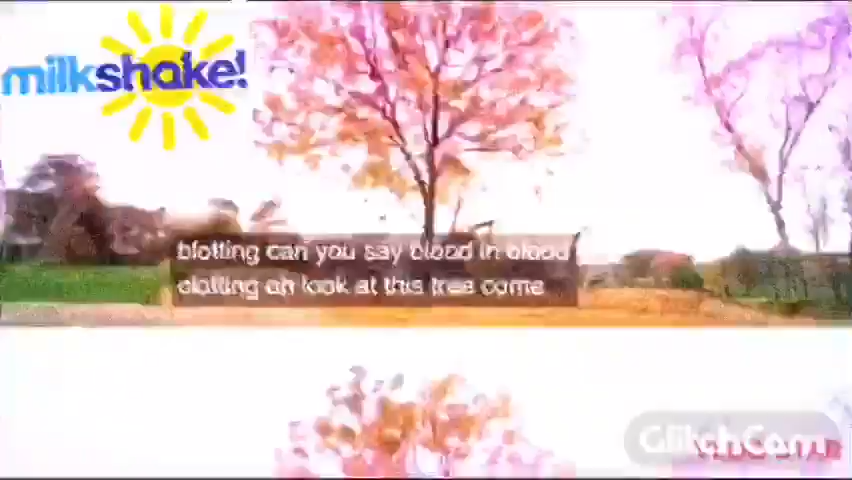 milkshake!
blotting can you say blood in blood
clotting oh look at this tree come
GlitchCam